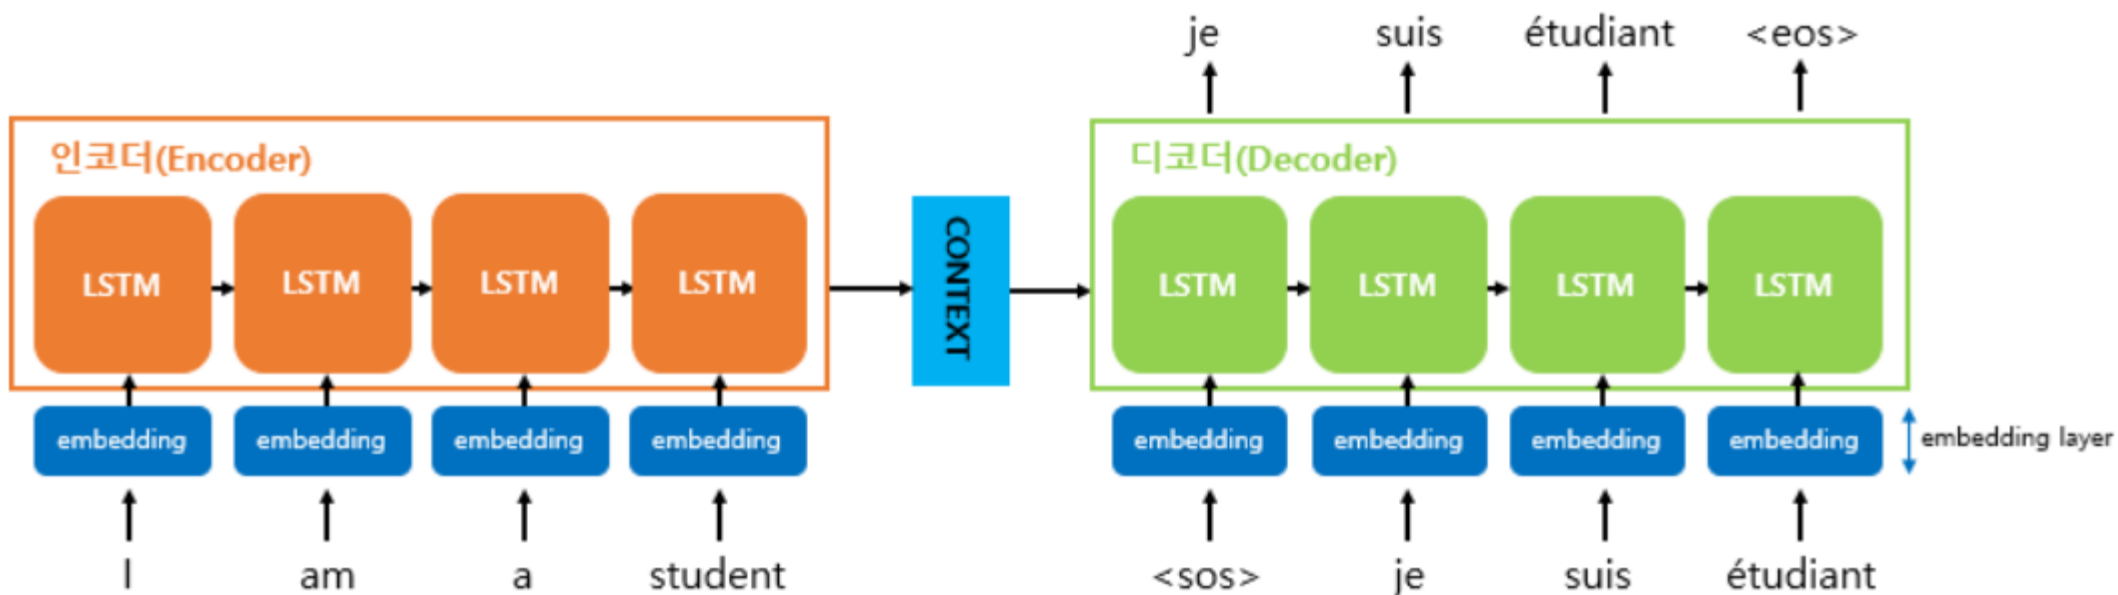 je suis étudiant <eos>
인코더(Encoder)
디코더(Decoder)
LSTM LSTM LSTM LSTM
CONTEXT
LSTM LSTM LSTM LSTM
embedding embedding embedding embedding
embedding embedding embedding embedding
embedding layer
I am a student
<sos> je suis étudiant